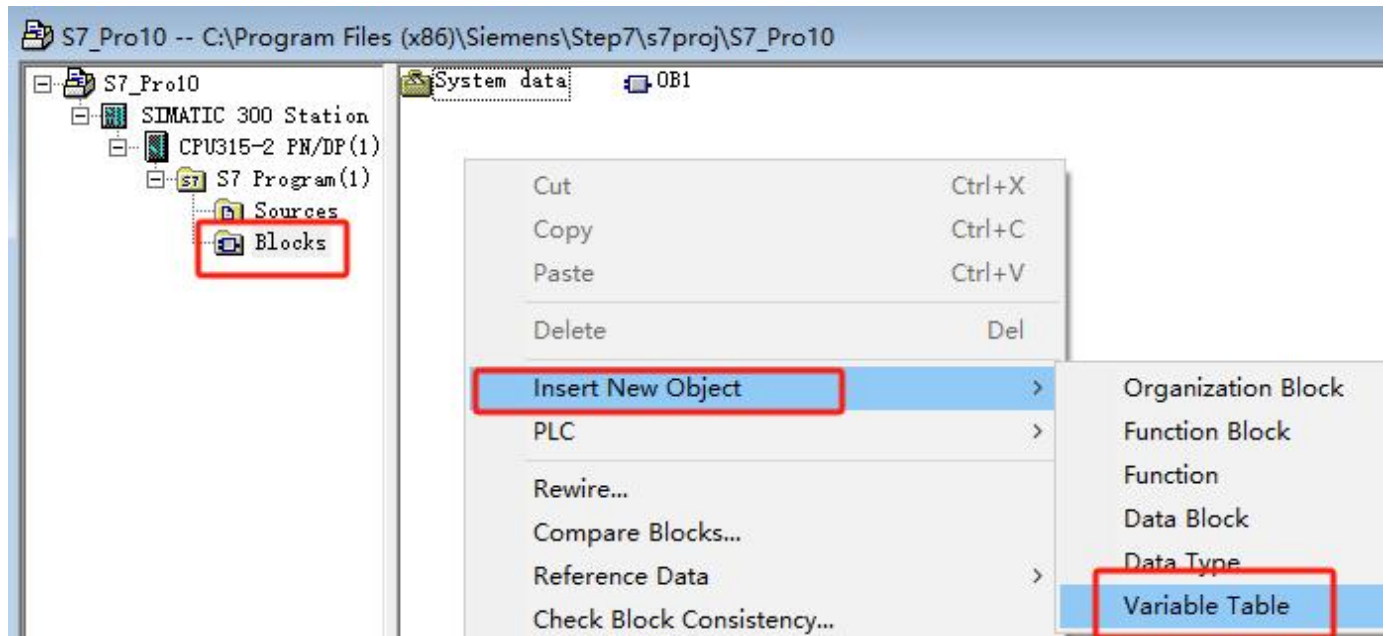 S7_Pro10 -- C:\Program Files (x86)\Siemens\Step7\s7proj\S7_Pro10
S7_Pro10
SIMATIC 300 Station
CPU315-2 PN/DP(1)
S7 Program(1)
Sources
Blocks
System data
OB1
Cut Ctrl+X
Copy Ctrl+C
Paste Ctrl+V
Delete Del
Insert New Object >
PLC >
Rewire...
Compare Blocks...
Reference Data >
Check Block Consistency...
Organization Block
Function Block
Function
Data Block
Data Type
Variable Table